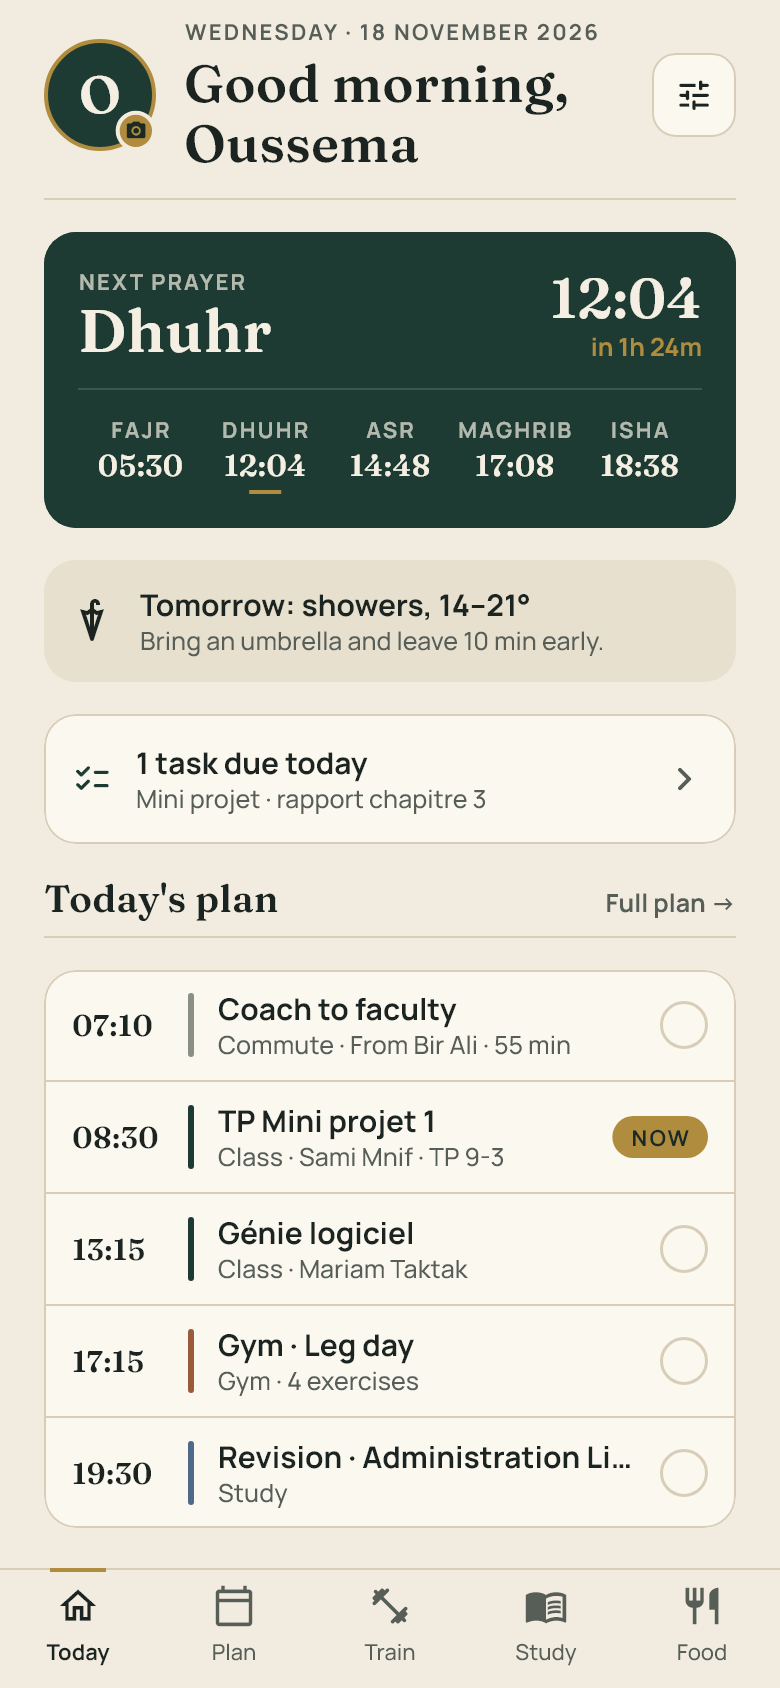 WEDNESDAY · 18 NOVEMBER 2026
O
Good morning,
Oussema
NEXT PRAYER
Dhuhr
12:04
in 1h 24m
FAJR DHUHR ASR MAGHRIB ISHA
05:30 12:04 14:48 17:08 18:38
Tomorrow: showers, 14–21°
Bring an umbrella and leave 10 min early.
1 task due today
Mini projet · rapport chapitre 3
Today's plan
Full plan →
07:10
Coach to faculty
Commute · From Bir Ali · 55 min
08:30
TP Mini projet 1
Class · Sami Mnif · TP 9-3
NOW
13:15
Génie logiciel
Class · Mariam Taktak
17:15
Gym · Leg day
Gym · 4 exercises
19:30
Revision · Administration Li...
Study
Today Plan Train Study Food